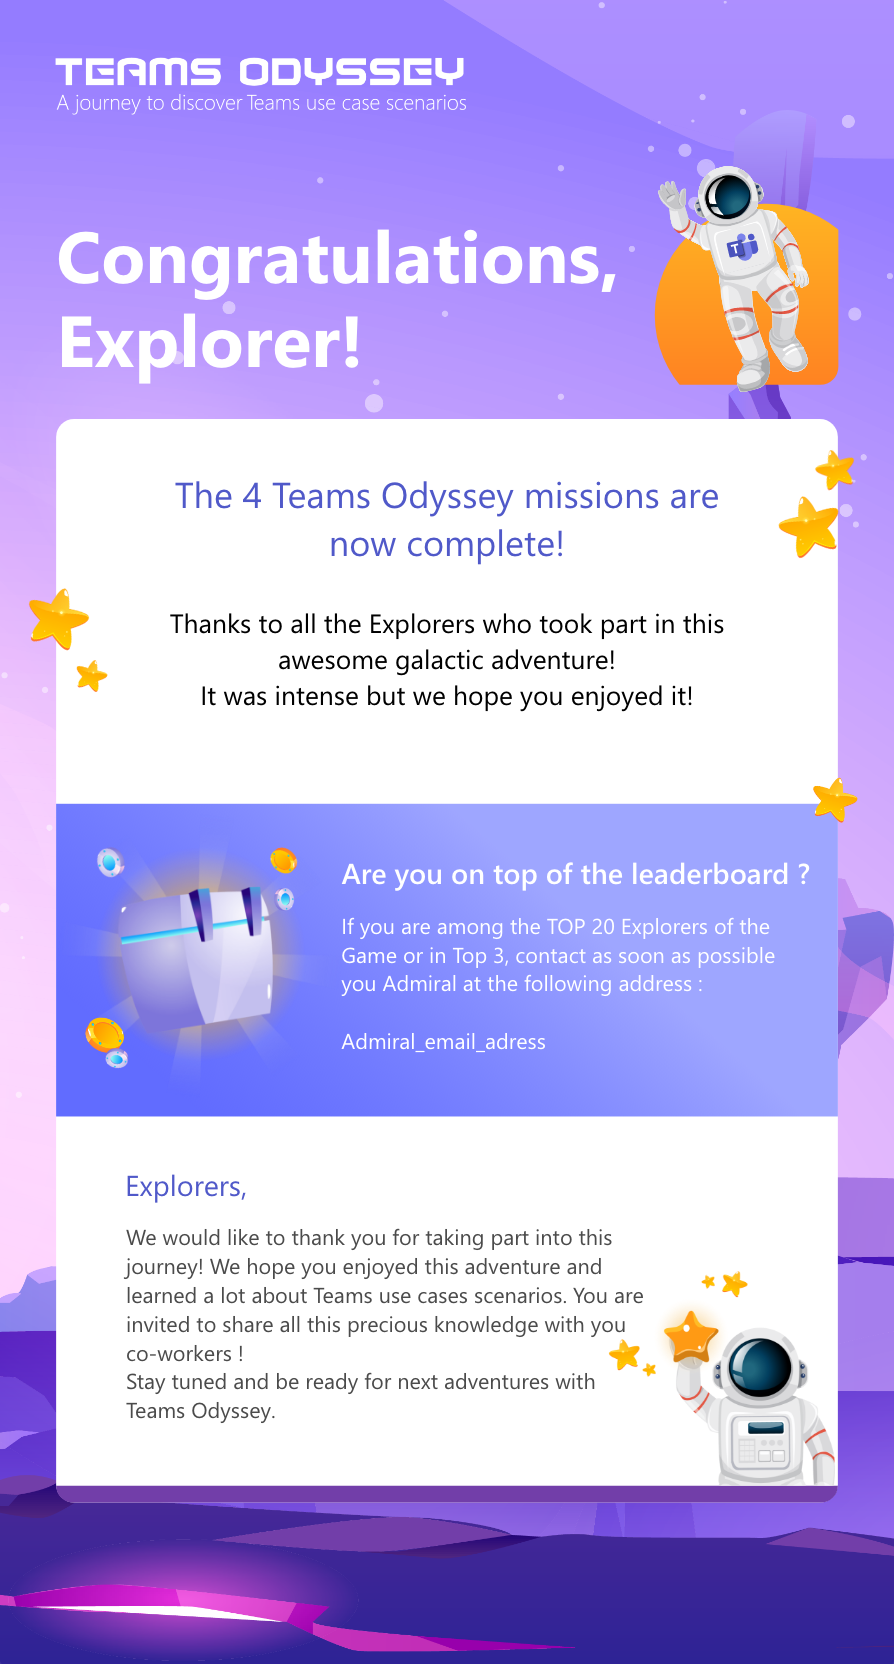 TEAMS ODYSSEY
A journey to discover Teams use case scenarios
Congratulations,
Explorer!
The 4 Teams Odyssey missions are
now complete!
Thanks to all the Explorers who took part in this
awesome galactic adventure!
It was intense but we hope you enjoyed it!
Are you on top of the leaderboard ?
If you are among the TOP 20 Explorers of the
Game or in Top 3, contact as soon as possible
you Admiral at the following address :
Admiral_email_adress
Explorers,
We would like to thank you for taking part into this
journey! We hope you enjoyed this adventure and
learned a lot about Teams use cases scenarios. You are
invited to share all this precious knowledge with you
co-workers !
Stay tuned and be ready for next adventures with
Teams Odyssey.